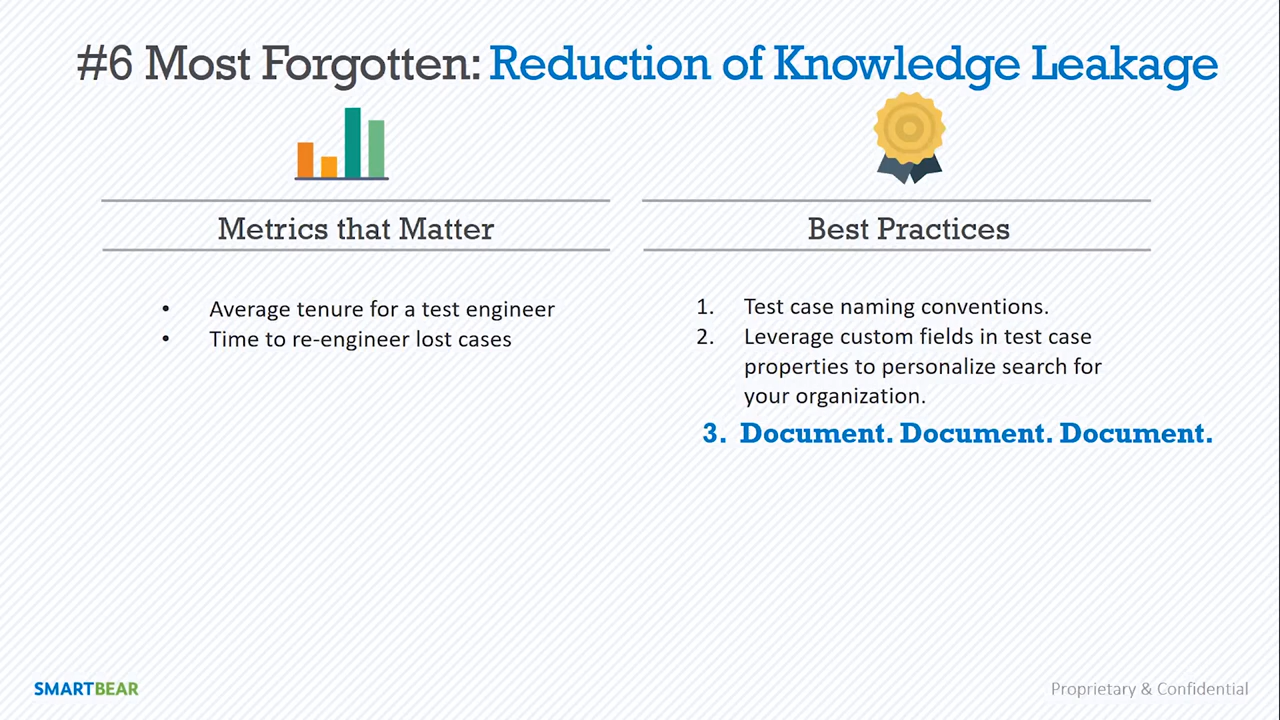 #6 Most Forgotten: Reduction of Knowledge Leakage
Metrics that Matter
• Average tenure for a test engineer
• Time to re-engineer lost cases
Best Practices
1. Test case naming conventions.
2. Leverage custom fields in test case
properties to personalize search for
your organization.
3. Document. Document. Document.
SMARTBEAR
Proprietary & Confidential